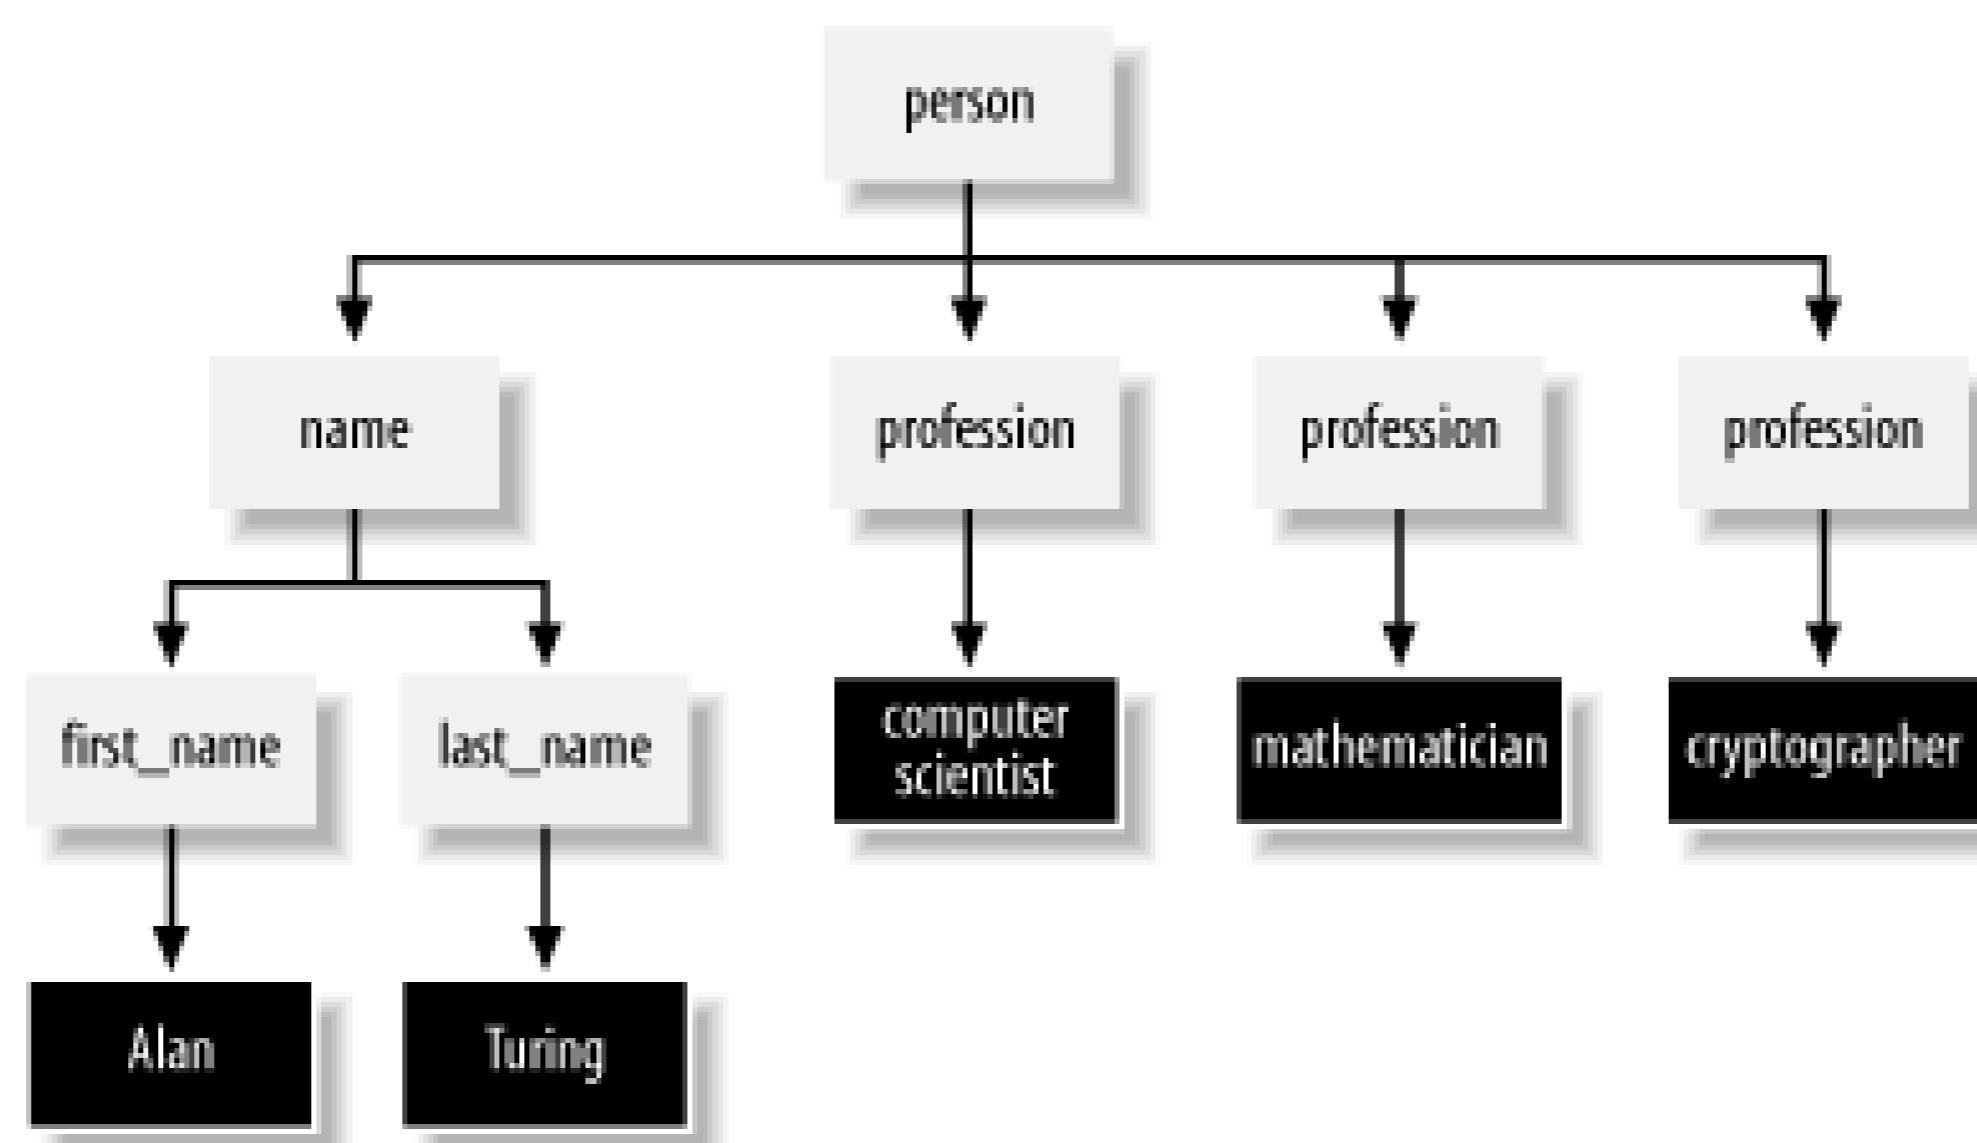 person
name
profession
profession
profession
first_name
last_name
computer
scientist
mathematician
cryptographer
Alan
Turing